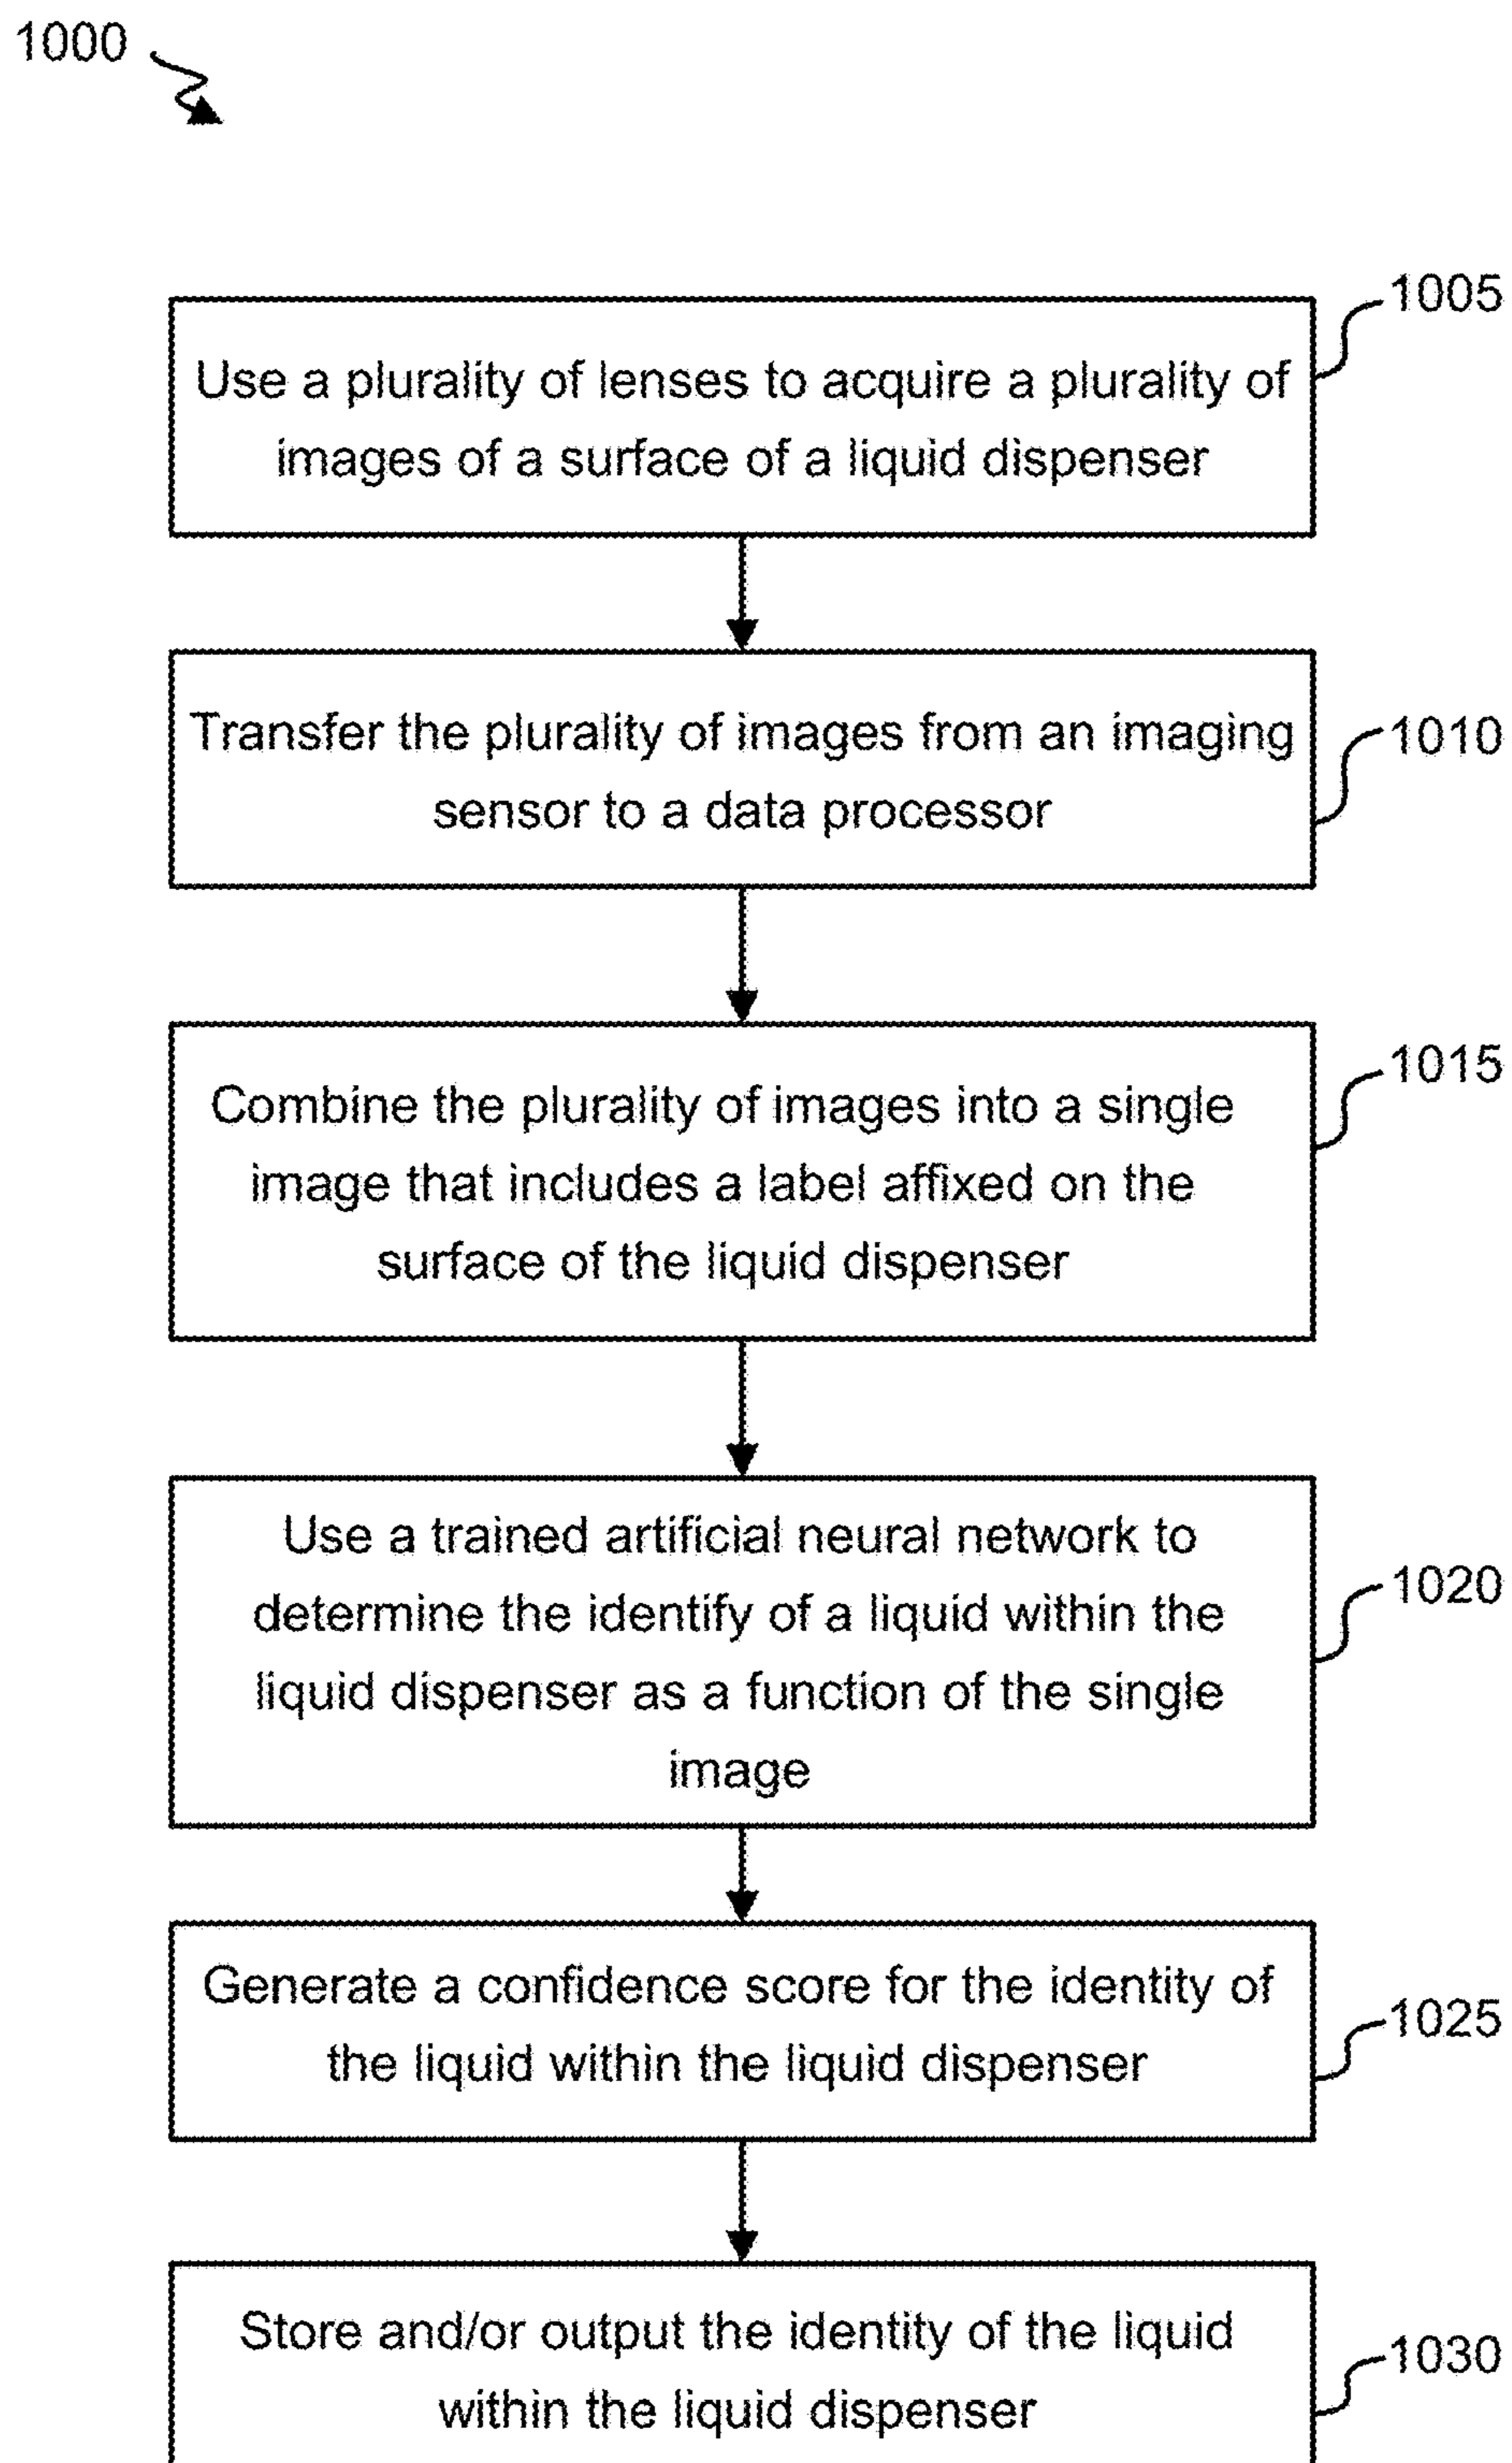 1000
1005
Use a plurality of lenses to acquire a plurality of
images of a surface of a liquid dispenser
Transfer the plurality of images from an imaging
sensor to a data processor
1010
Combine the plurality of images into a single
image that includes a label affixed on the
surface of the liquid dispenser
1015
Use a trained artificial neural network to
determine the identify of a liquid within the
liquid dispenser as a function of the single
image
1020
Generate a confidence score for the identity of
the liquid within the liquid dispenser
1025
Store and/or output the identity of the liquid
within the liquid dispenser
1030